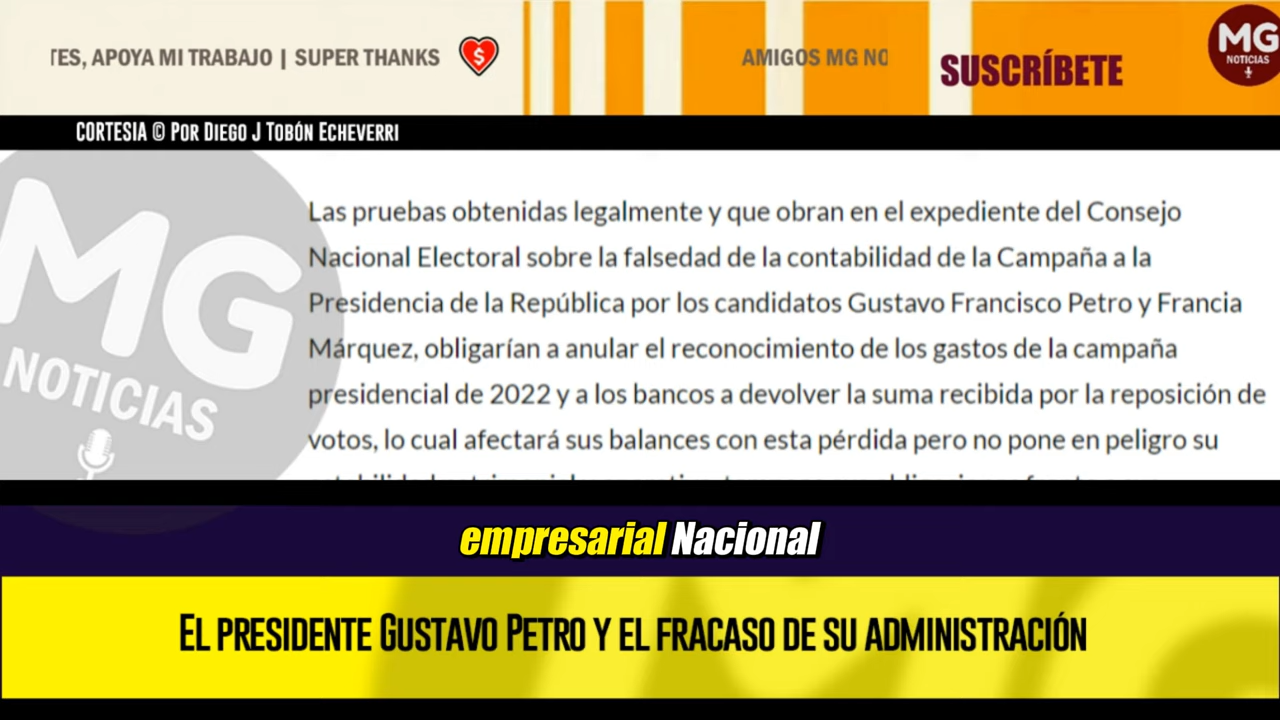 TES, APOYA MI TRABAJO | SUPER THANKS
AMIGOS MG NO
SUSCRÍBETE
MG
NOTICIAS
CORTESIA © POR DIEGO J TOBÓN ECHEVERRI
MG
NOTICIAS
Las pruebas obtenidas legalmente y que obran en el expediente del Consejo
Nacional Electoral sobre la falsedad de la contabilidad de la Campaña a la
Presidencia de la República por los candidatos Gustavo Francisco Petro y Francia
Márquez, obligarían a anular el reconocimiento de los gastos de la campaña
presidencial de 2022 y a los bancos a devolver la suma recibida por la reposición de
votos, lo cual afectará sus balances con esta pérdida pero no pone en peligro su
empresarial Nacional
EL PRESIDENTE GUSTAVO PETRO Y EL FRACASO DE SU ADMINISTRACIÓN